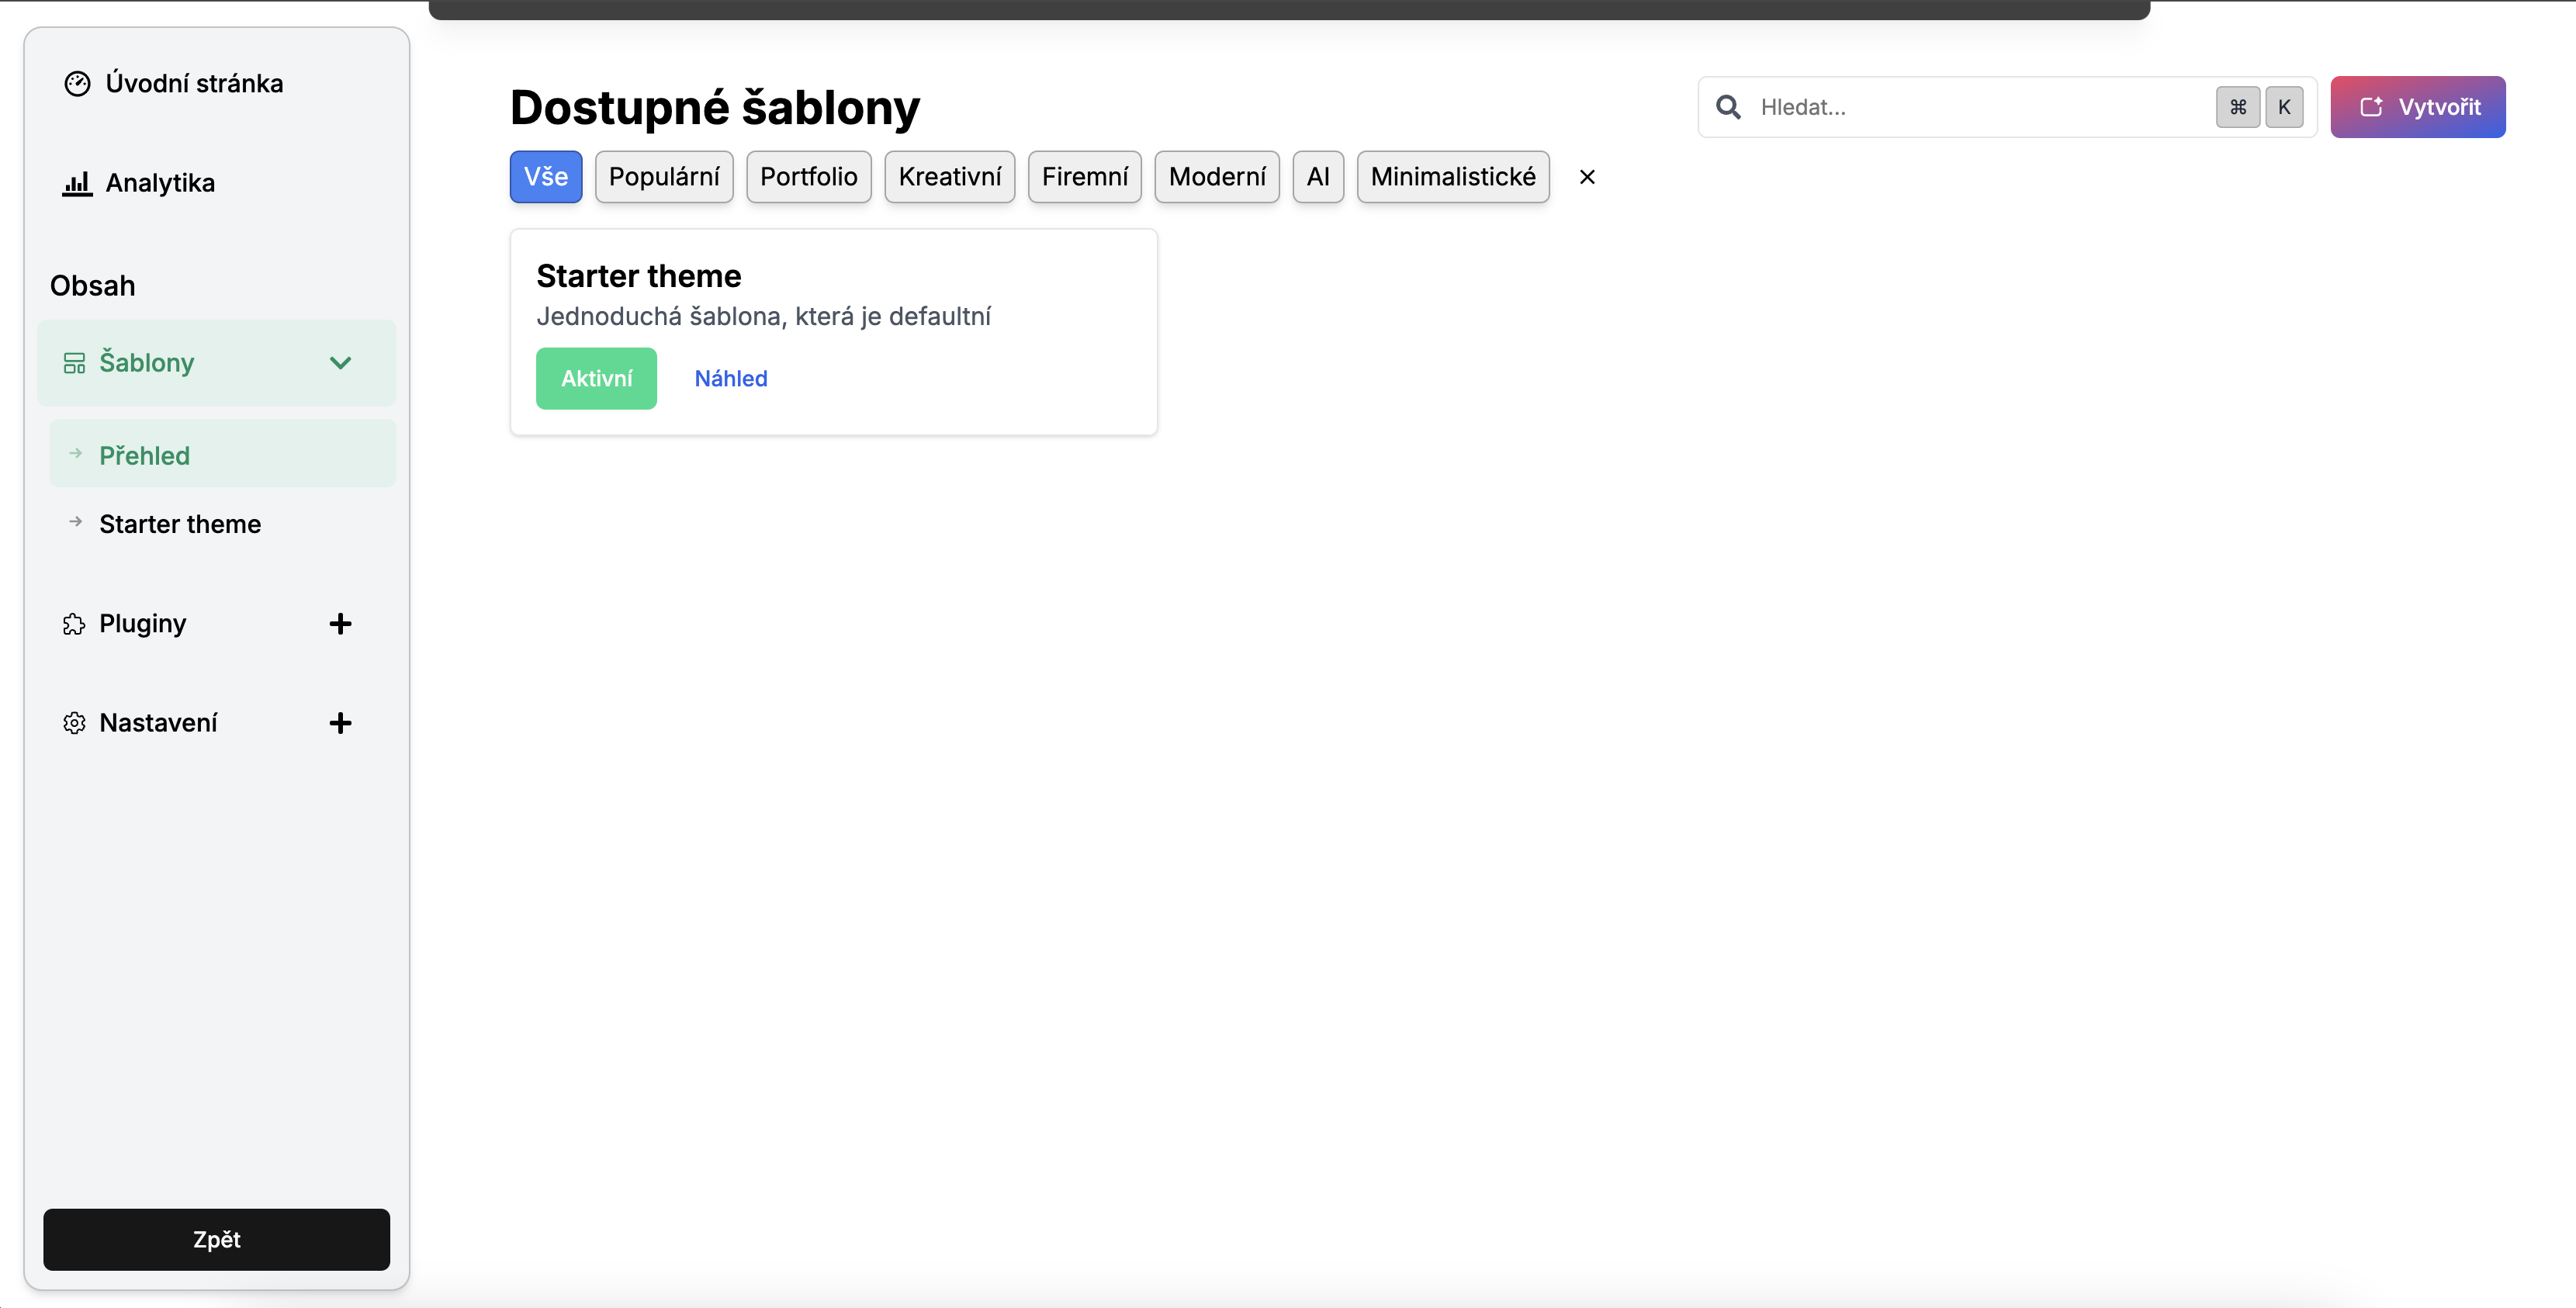 Úvodní stránka
Analytika
Obsah
Šablony
Přehled
Starter theme
Pluginy
Nastavení
Zpět
Dostupné šablony
Hledat...
⌘ K
Vytvořit
Vše Populární Portfolio Kreativní Firemní Moderní AI Minimalistické
Starter theme
Jednoduchá šablona, která je defaultní
Aktivní Náhled